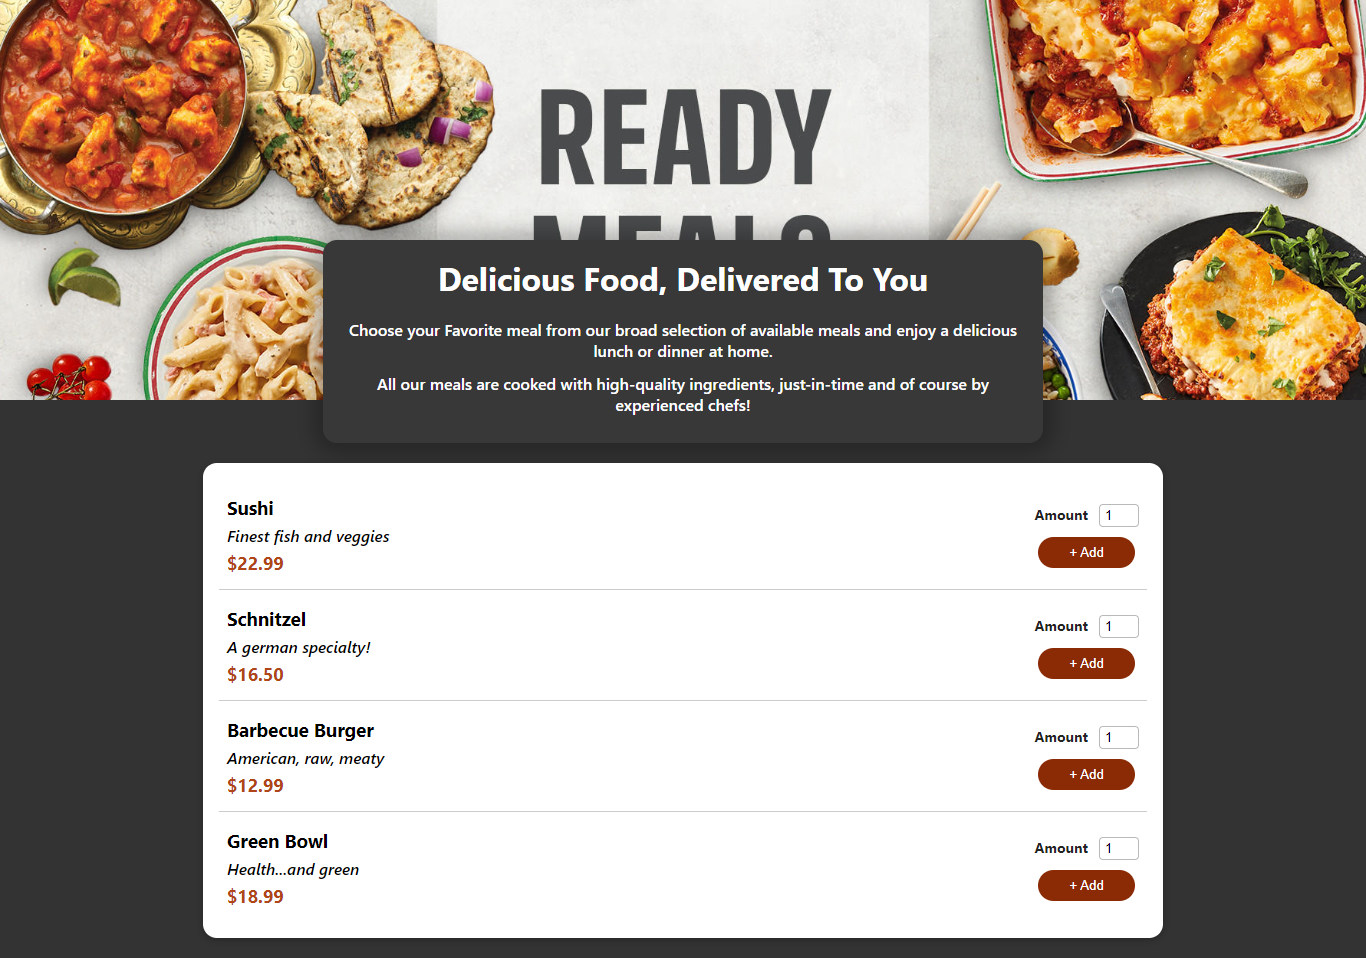 READY
MEALS
Delicious Food, Delivered To You
Choose your Favorite meal from our broad selection of available meals and enjoy a delicious
lunch or dinner at home.
All our meals are cooked with high-quality ingredients, just-in-time and of course by
experienced chefs!
Sushi
Finest fish and veggies
$22.99
Amount 1
+ Add
Schnitzel
A german specialty!
$16.50
Amount 1
+ Add
Barbecue Burger
American, raw, meaty
$12.99
Amount 1
+ Add
Green Bowl
Health...and green
$18.99
Amount 1
+ Add